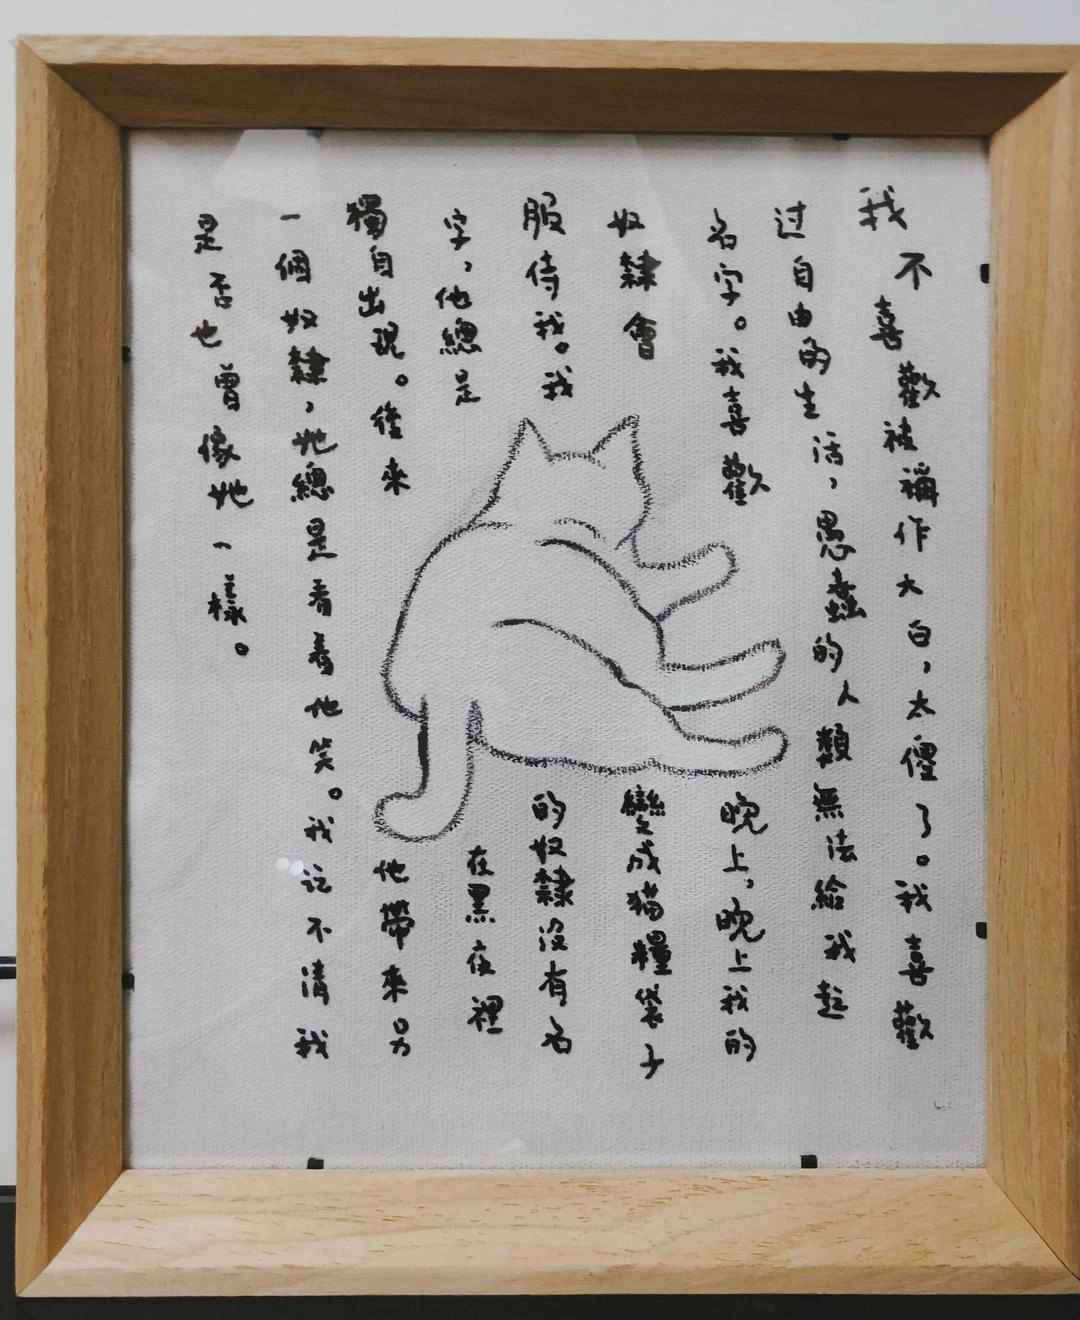 我不喜歡被稱作大白，太傻了。我喜歡
过自由的生活，愚蠢的人類無法給我起
名字。我喜歡晚上，晚上我的
奴隸會變成猫糧袋子
服侍我。我的奴隸沒有名
字，他總是在黑夜裡
獨自出現。後來他帶來另
一個奴隸，她總是看着他笑。我记不清我
是否也曾像她一樣。